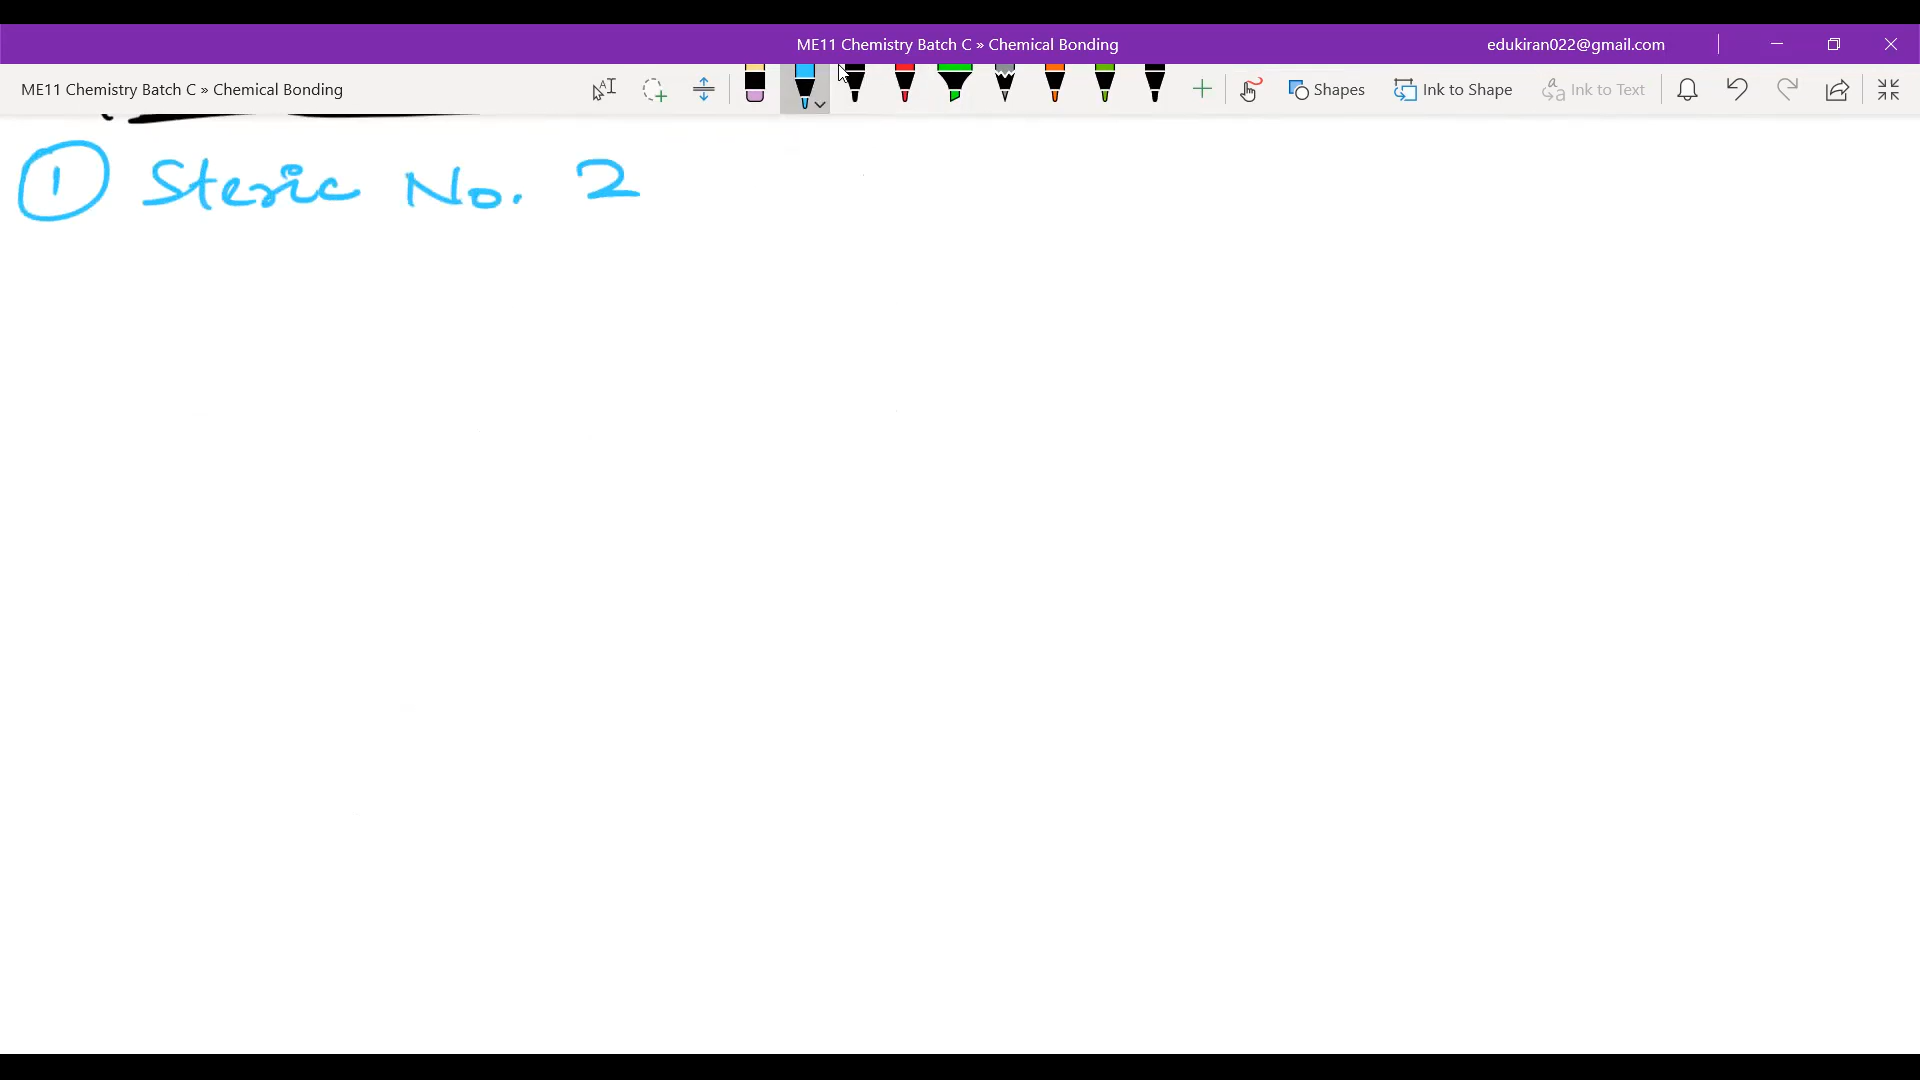 ME11 Chemistry Batch C » Chemical Bonding
edukiran022@gmail.com
ME11 Chemistry Batch C » Chemical Bonding
Shapes
Ink to Shape
Ink to Text
① Steric No. 2